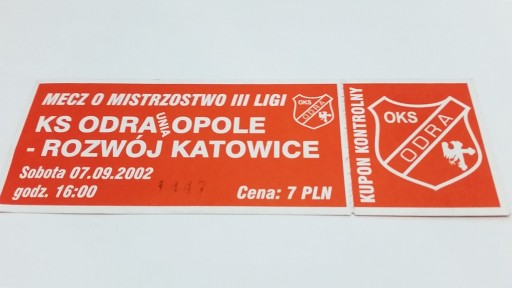 MECZ O MISTRZOSTWO III LIGI
KS ODRA UNIA OPOLE
- ROZWÓJ KATOWICE
Sobota 07.09.2002
godz. 16:00
1447
Cena: 7 PLN
OKS
ODRA
KUPON KONTROLNY
OKS
ODRA